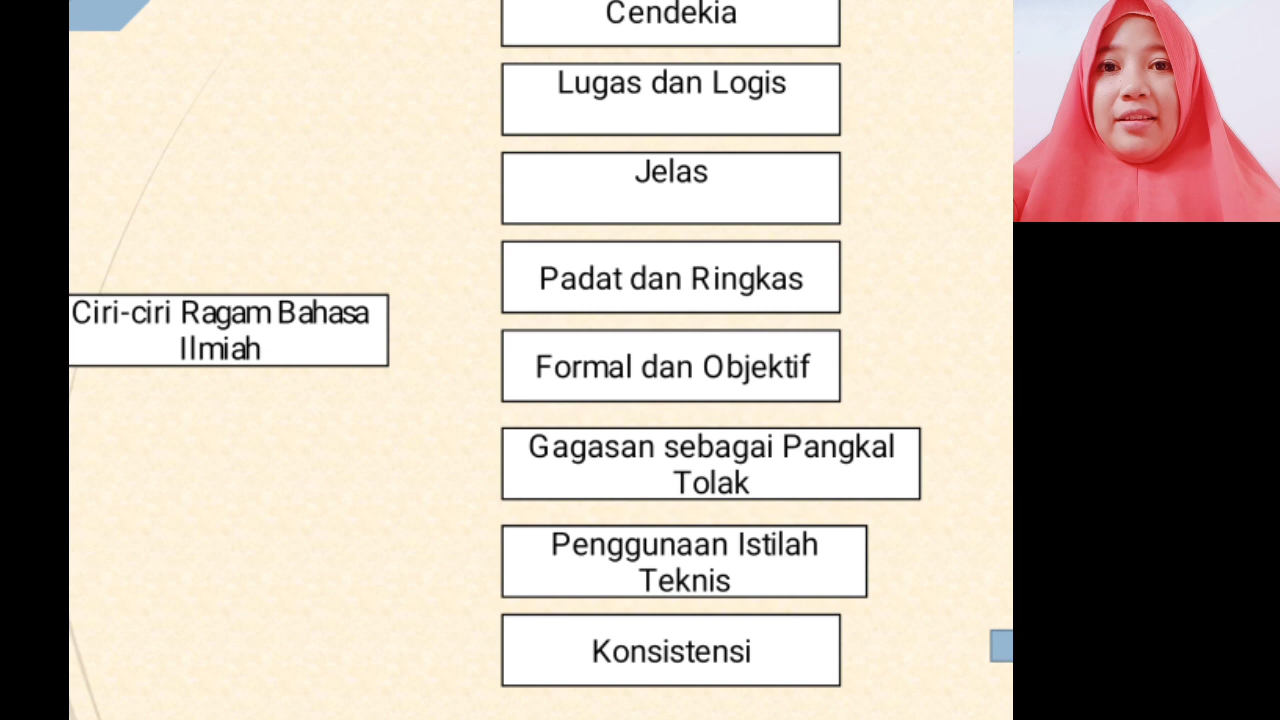 Cendekia
Lugas dan Logis
Jelas
Padat dan Ringkas
Ciri-ciri Ragam Bahasa
Ilmiah
Formal dan Objektif
Gagasan sebagai Pangkal
Tolak
Penggunaan Istilah
Teknis
Konsistensi